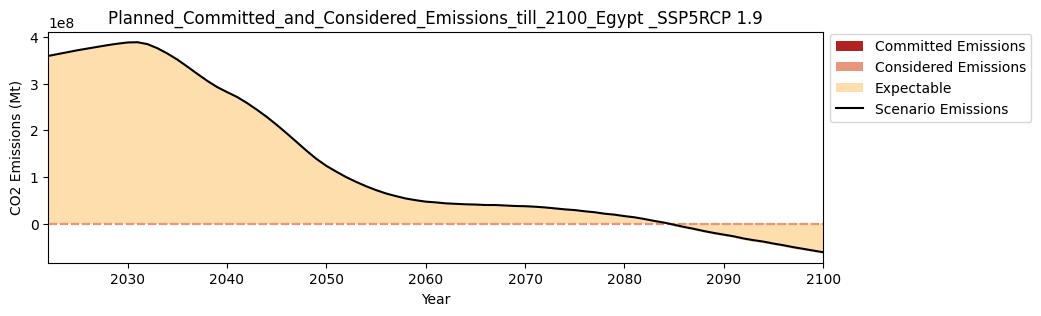 Planned_Committed_and_Considered_Emissions_till_2100_Egypt _SSP5RCP 1.9
1e8
4
3
2
1
0
CO2 Emissions (Mt)
2030 2040 2050 2060 2070 2080 2090 2100
Year
Committed Emissions
Considered Emissions
Expectable
Scenario Emissions